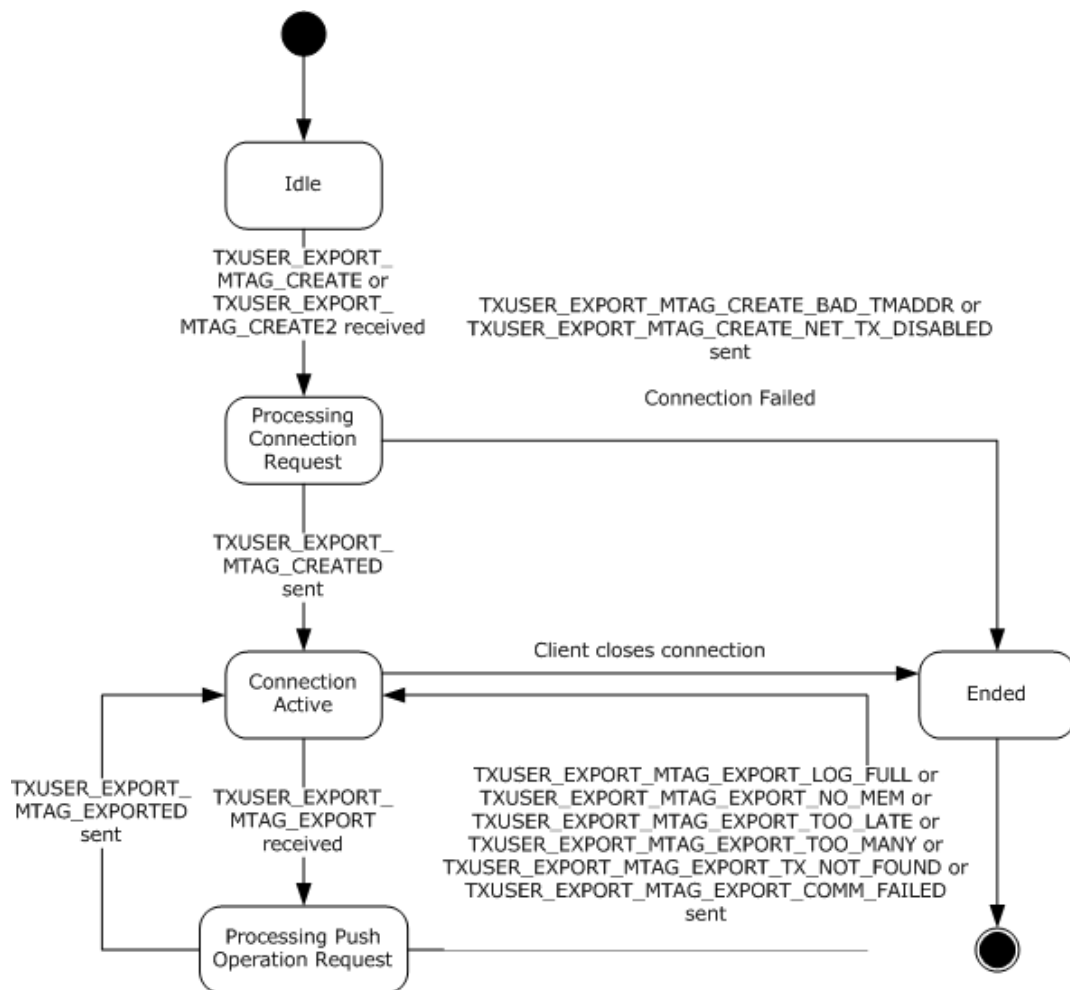 Idle
TXUSER_EXPORT_
MTAG_CREATE or
TXUSER_EXPORT_
MTAG_CREATE2 received
TXUSER_EXPORT_MTAG_CREATE_BAD_TMADDR or
TXUSER_EXPORT_MTAG_CREATE_NET_TX_DISABLED
sent
Connection Failed
Processing
Connection
Request
TXUSER_EXPORT_
MTAG_CREATED
sent
Client closes connection
Connection
Active
Ended
TXUSER_EXPORT_
MTAG_EXPORTED
sent
TXUSER_EXPORT_
MTAG_EXPORT
received
TXUSER_EXPORT_MTAG_EXPORT_LOG_FULL or
TXUSER_EXPORT_MTAG_EXPORT_NO_MEM or
TXUSER_EXPORT_MTAG_EXPORT_TOO_LATE or
TXUSER_EXPORT_MTAG_EXPORT_TOO_MANY or
TXUSER_EXPORT_MTAG_EXPORT_TX_NOT_FOUND or
TXUSER_EXPORT_MTAG_EXPORT_COMM_FAILED
sent
Processing Push
Operation Request